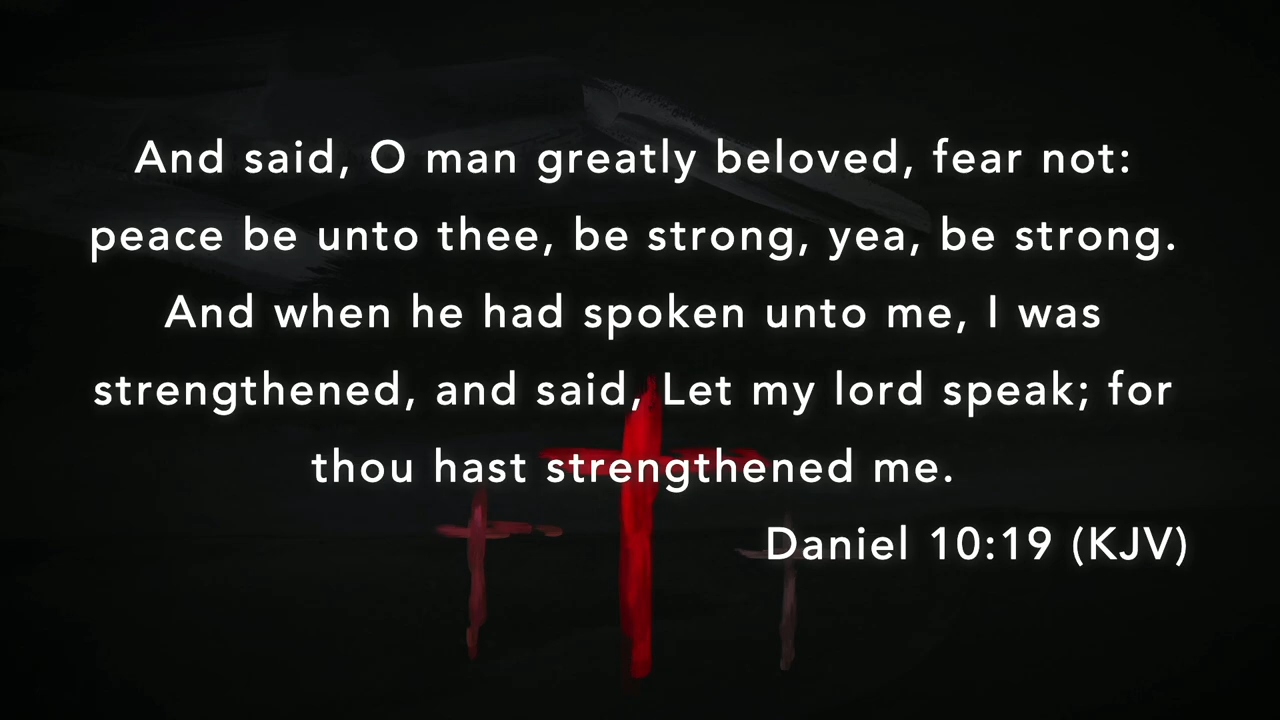 And said, O man greatly beloved, fear not:
peace be unto thee, be strong, yea, be strong.
And when he had spoken unto me, I was
strengthened, and said, Let my lord speak; for
thou hast strengthened me.
Daniel 10:19 (KJV)